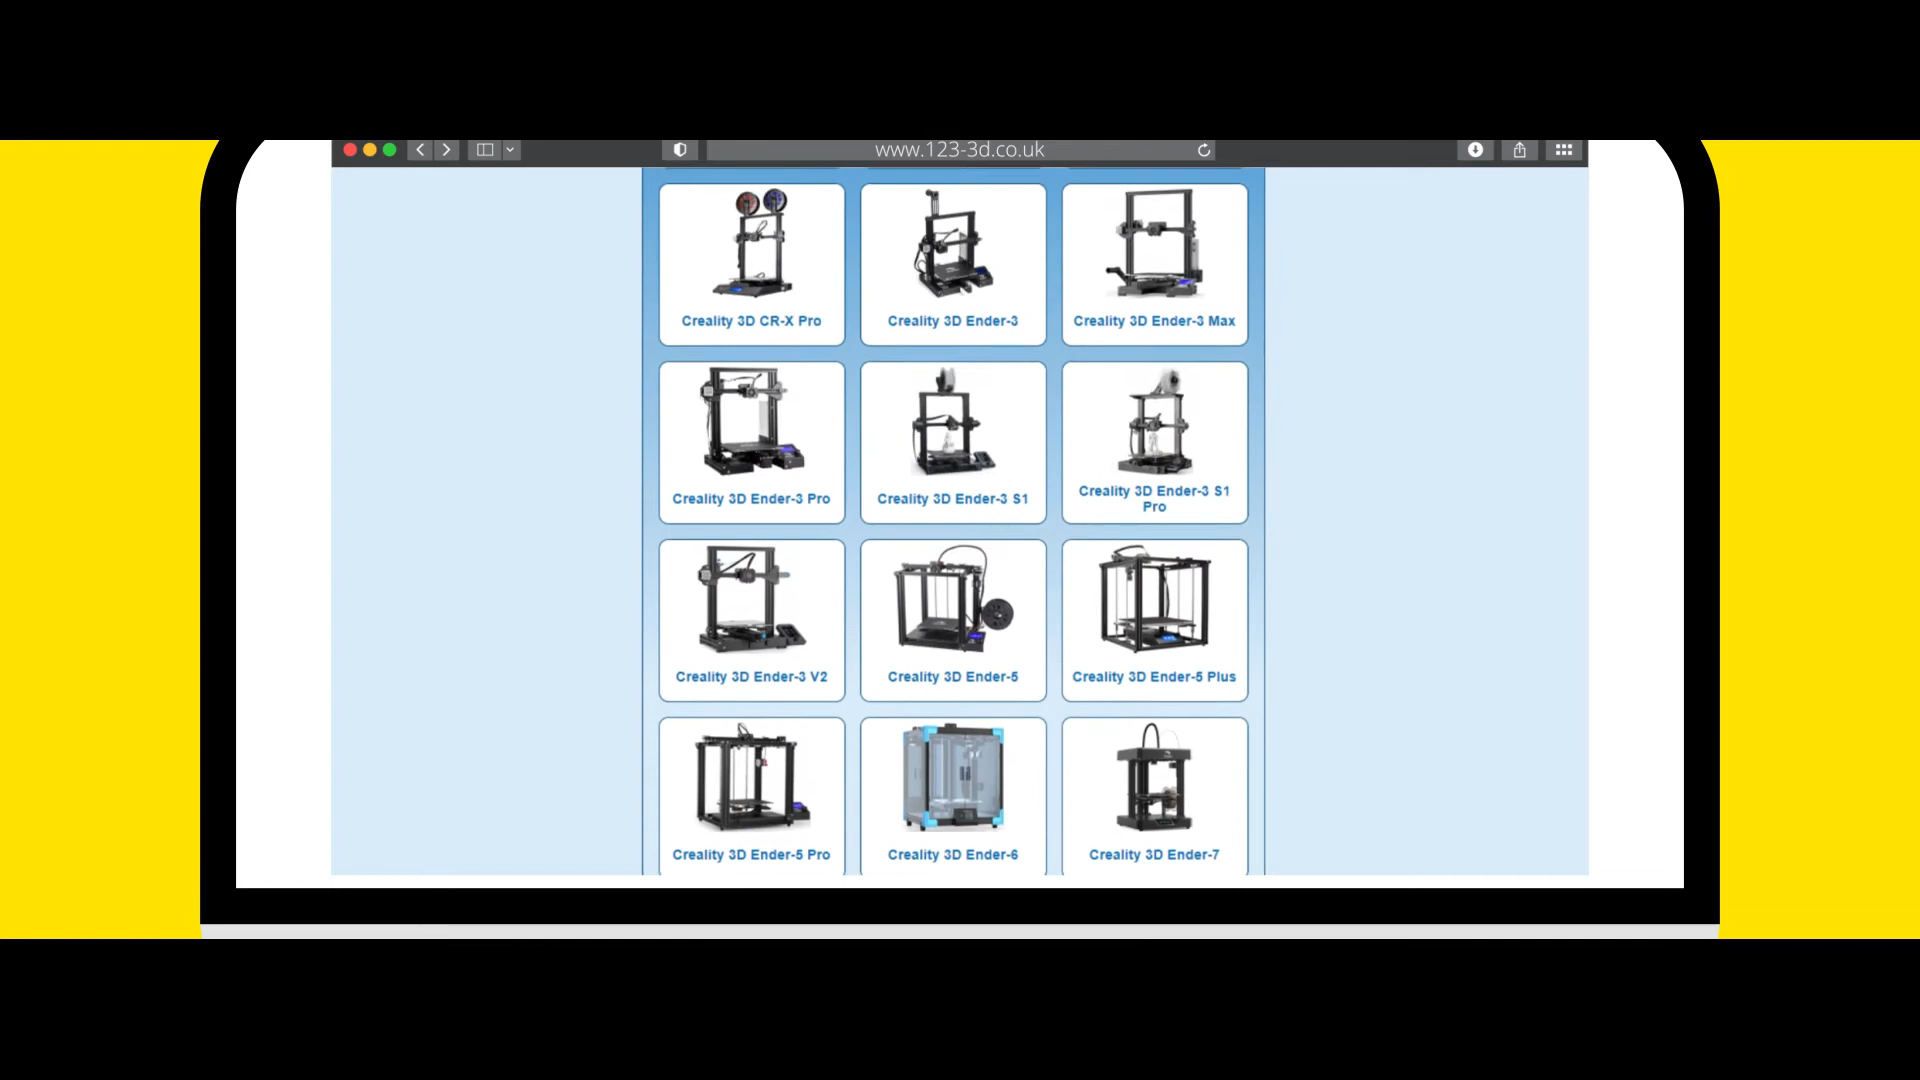 www.123-3d.co.uk
Creality 3D CR-X Pro
Creality 3D Ender-3
Creality 3D Ender-3 Max
Creality 3D Ender-3 Pro
Creality 3D Ender-3 S1
Creality 3D Ender-3 S1
Pro
Creality 3D Ender-3 V2
Creality 3D Ender-5
Creality 3D Ender-5 Plus
Creality 3D Ender-5 Pro
Creality 3D Ender-6
Creality 3D Ender-7